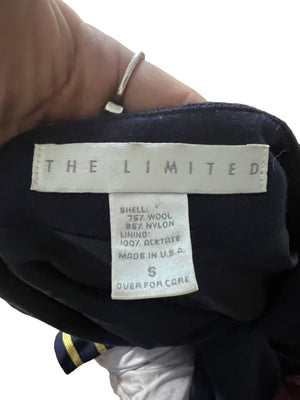 THE LIMITED
SHELL:
75% WOOL
25% NYLON
LINING:
100% ACETATE
MADE IN U.S.A.
S
OVER FOR CARE